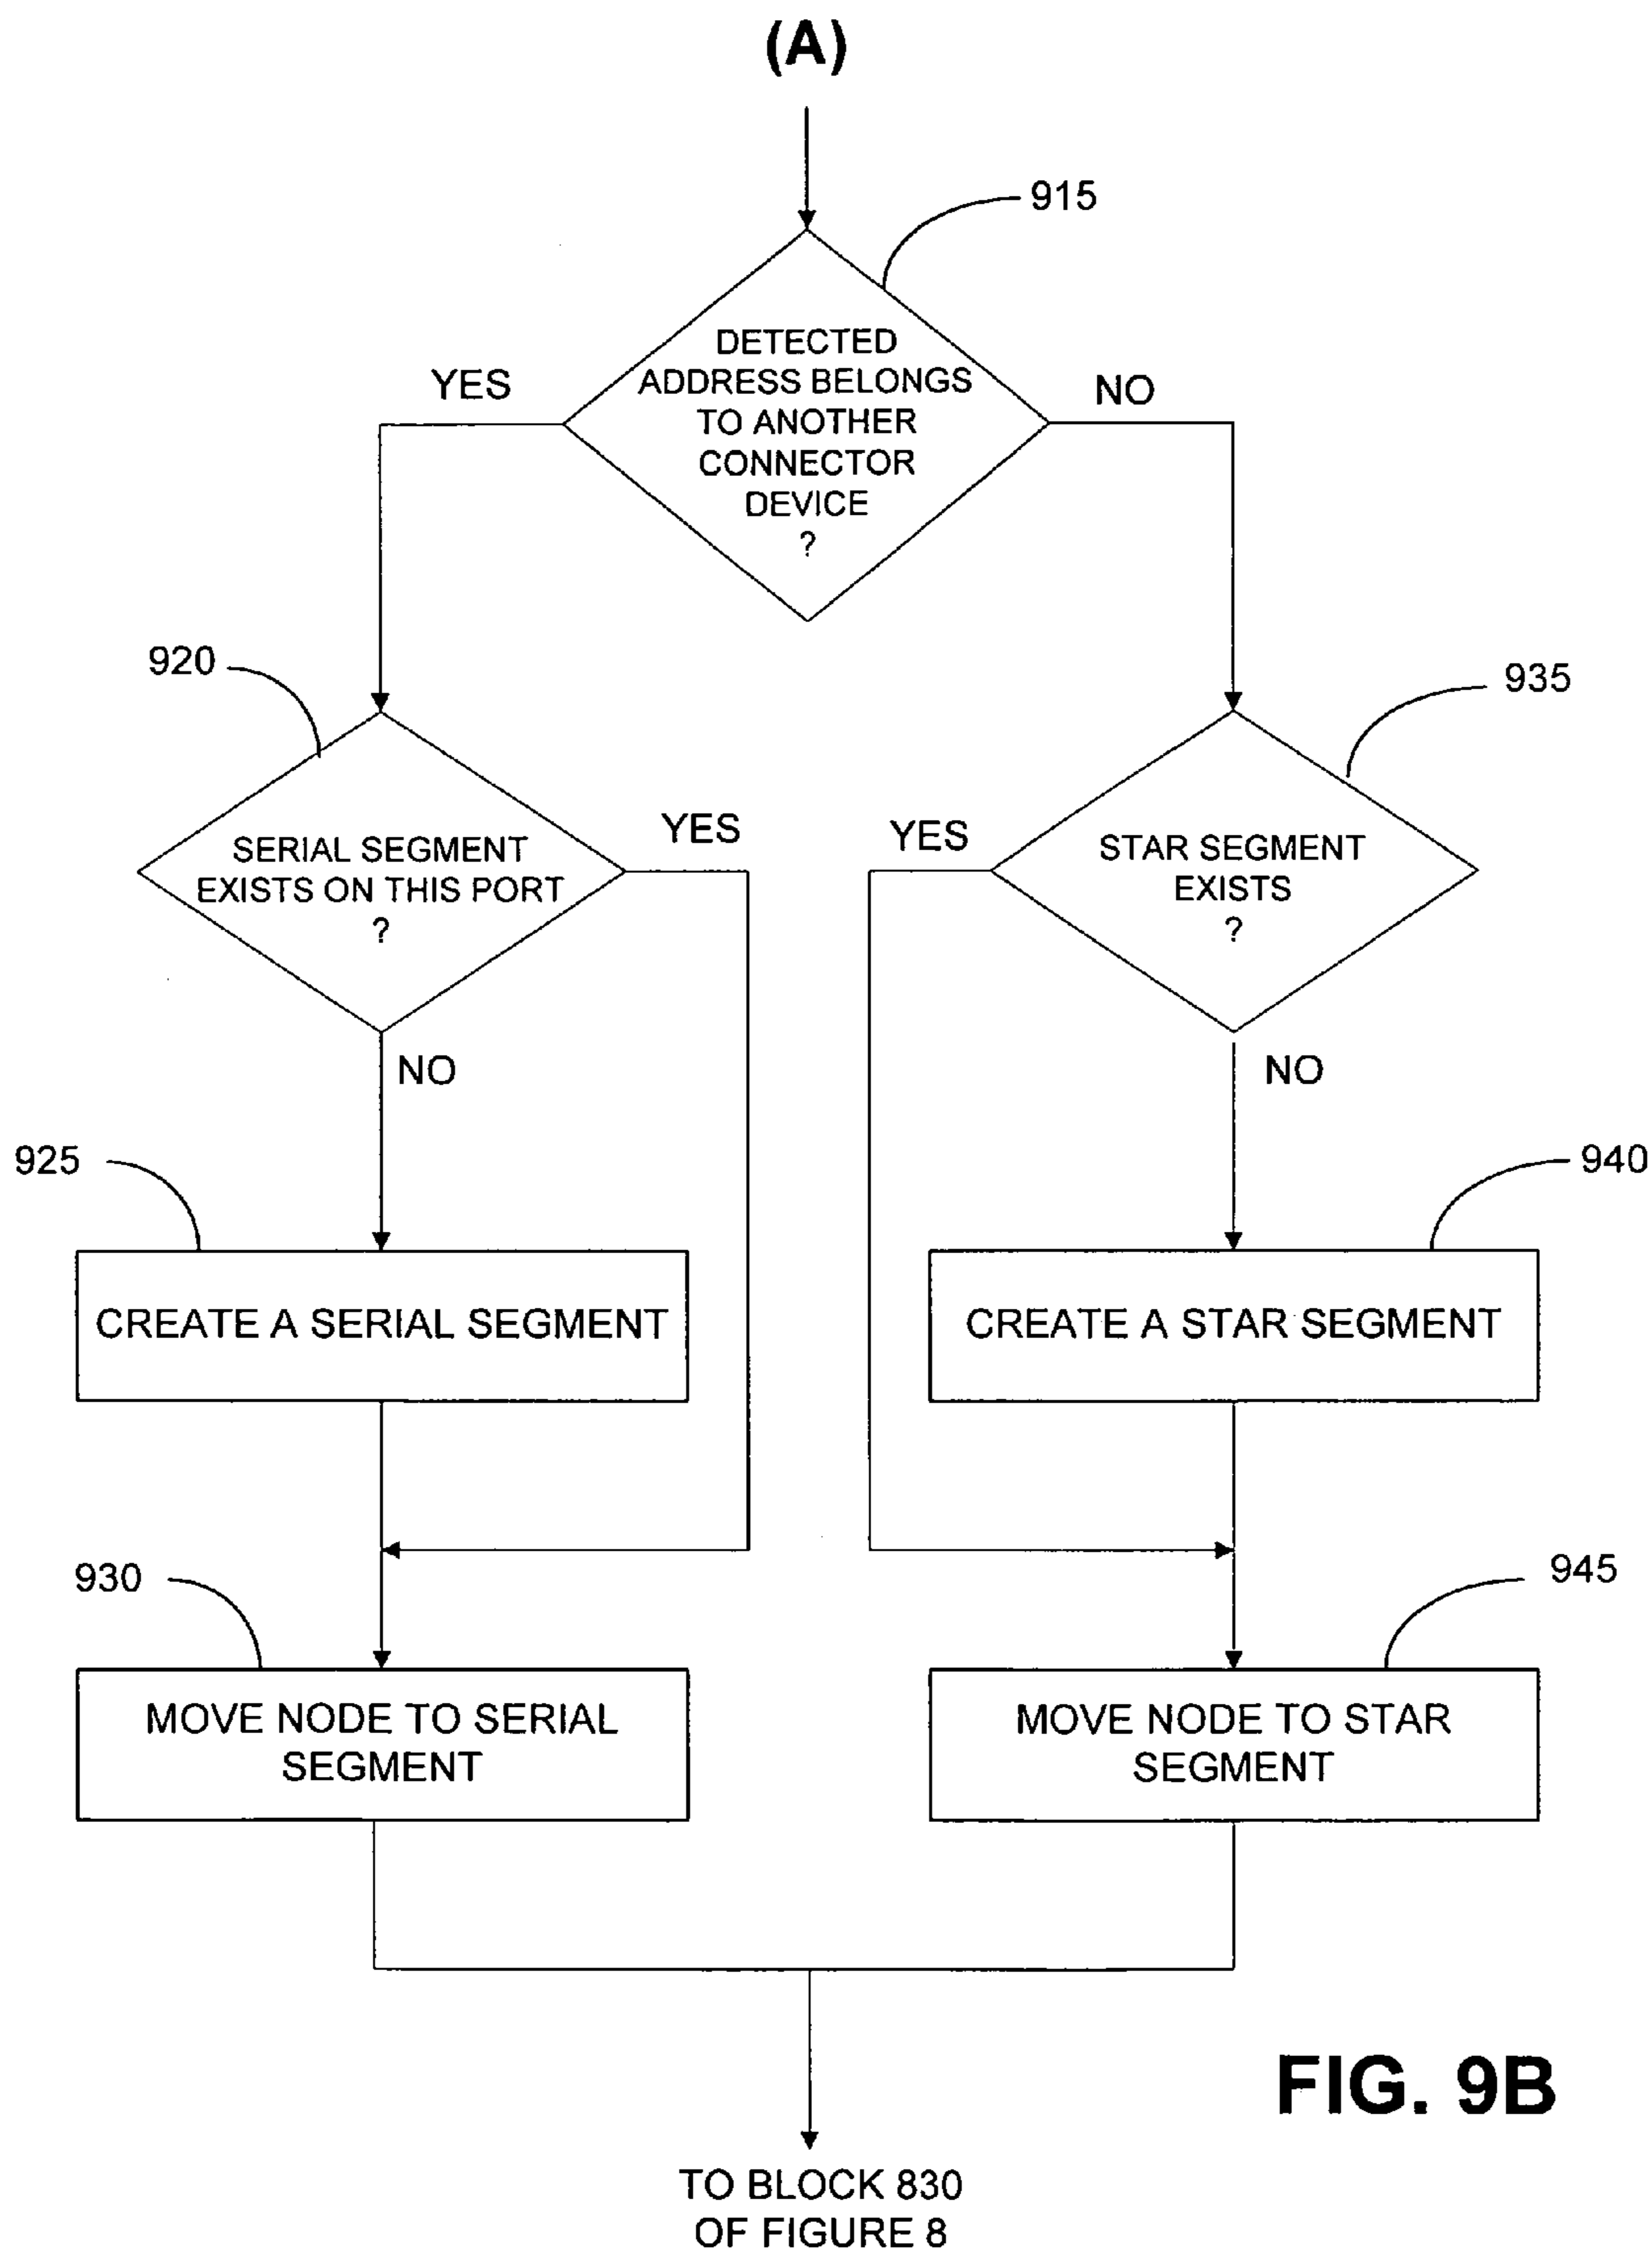 (A)
915
DETECTED
ADDRESS BELONGS
TO ANOTHER
CONNECTOR
DEVICE
?
YES
NO
920
935
SERIAL SEGMENT
EXISTS ON THIS PORT
?
YES
YES
STAR SEGMENT
EXISTS
?
NO
NO
925
940
CREATE A SERIAL SEGMENT
CREATE A STAR SEGMENT
930
945
MOVE NODE TO SERIAL
SEGMENT
MOVE NODE TO STAR
SEGMENT
FIG. 9B
TO BLOCK 830
OF FIGURE 8